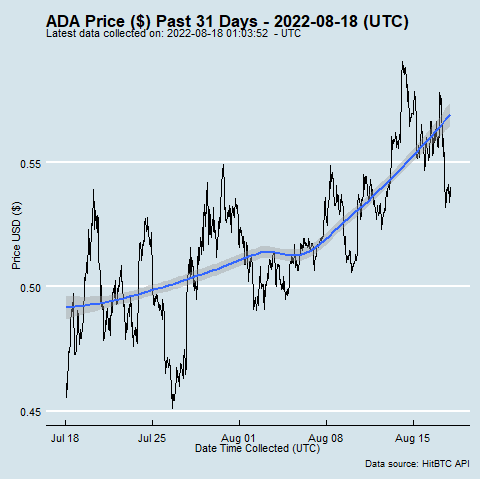 ADA Price ($) Past 31 Days - 2022-08-18 (UTC)
Latest data collected on: 2022-08-18 01:03:52 - UTC
0.55
Price USD ($)
0.50
0.45
Jul 18 Jul 25 Aug 01 Aug 08 Aug 15
Date Time Collected (UTC)
Data source: HitBTC API